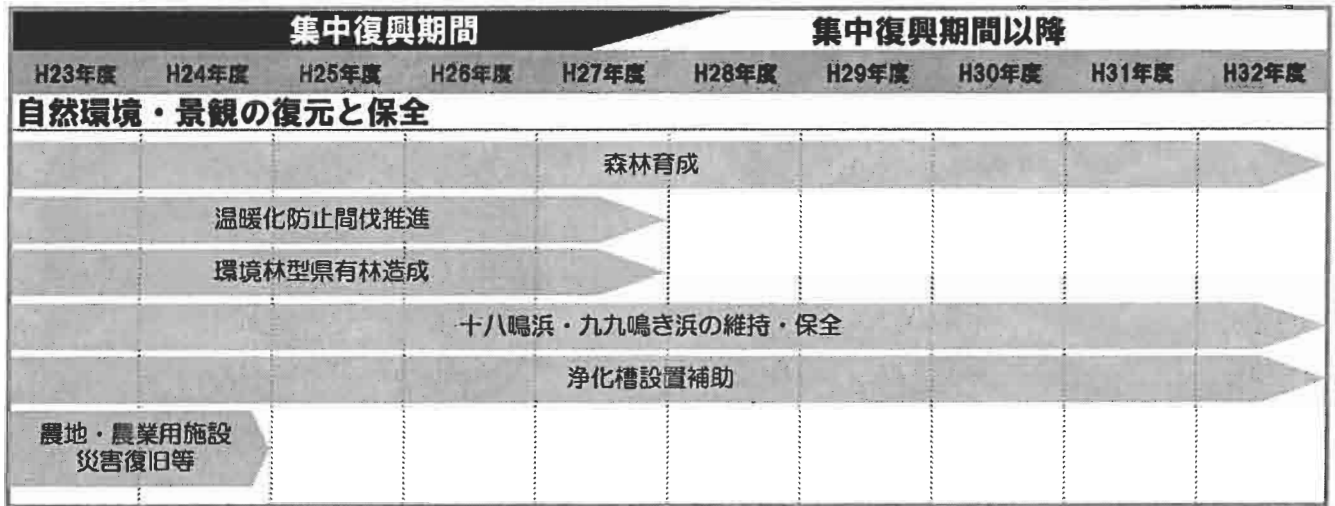 集中復興期間 集中復興期間以降
H23年度 H24年度 H25年度 H26年度 H27年度 H28年度 H29年度 H30年度 H31年度 H32年度
自然環境・景観の復元と保全
森林育成
温暖化防止間伐推進
環境林型県有林造成
十八鳴浜・九九鳴き浜の維持・保全
浄化槽設置補助
農地・農業用施設
災害復旧等